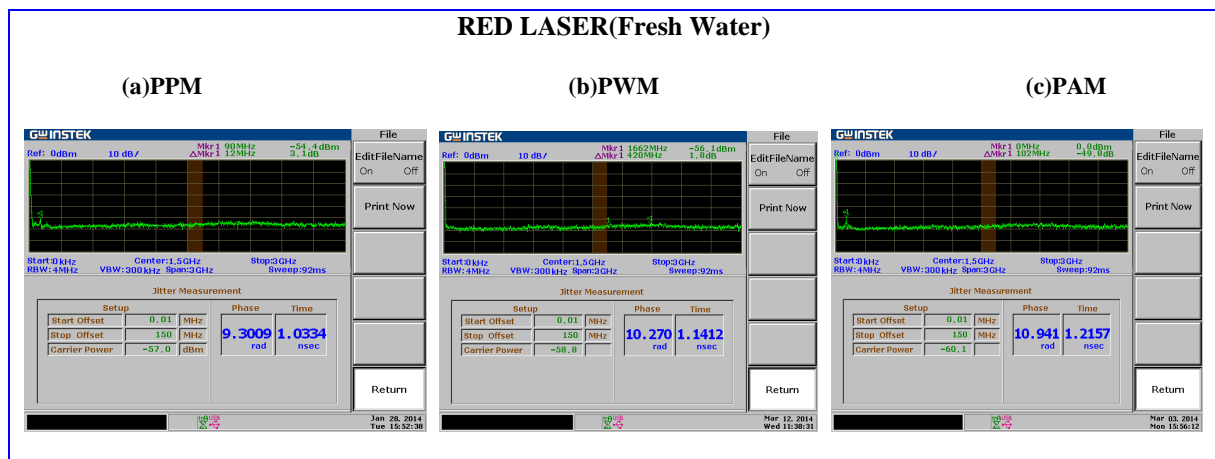 RED LASER(Fresh Water)
(a)PPM
(b)PWM
(c)PAM
GW INSTEK
File
Mkr1 90MHz -54.4dBm
Ref: 0dBm 10 dB/ ΔMkr1 12MHz 3.1dB
EditFileName
On Off
Print Now
Start:0kHz Center:1.5GHz Stop:3GHz
RBW:4MHz VBW:300kHz Span:3GHz Sweep:92ms
Jitter Measurement
Setup Phase Time
Start Offset 0.01 MHz
Stop Offset 150 MHz
Carrier Power -57.0 dBm
9.3009 1.0334
rad nsec
Return
Jan 28. 2014
Tue 15:52:38
GW INSTEK
File
Mkr1 1662MHz -56.1dBm
Ref: 0dBm 10 dB/ ΔMkr1 420MHz 1.8dB
EditFileName
On Off
Print Now
Start:0kHz Center:1.5GHz Stop:3GHz
RBW:4MHz VBW:300kHz Span:3GHz Sweep:92ms
Jitter Measurement
Setup Phase Time
Start Offset 0.01 MHz
Stop Offset 150 MHz
Carrier Power -58.8
10.270 1.1412
rad nsec
Return
Mar 12. 2014
Wed 11:38:31
GW INSTEK
File
Mkr1 0MHz 0.0dBm
Ref: 0dBm 10 dB/ ΔMkr1 102MHz -49.8dB
EditFileName
On Off
Print Now
Start:0kHz Center:1.5GHz Stop:3GHz
RBW:4MHz VBW:300kHz Span:3GHz Sweep:92ms
Jitter Measurement
Setup Phase Time
Start Offset 0.01 MHz
Stop Offset 150 MHz
Carrier Power -60.1
10.941 1.2157
rad nsec
Return
Mar 03. 2014
Mon 15:56:12